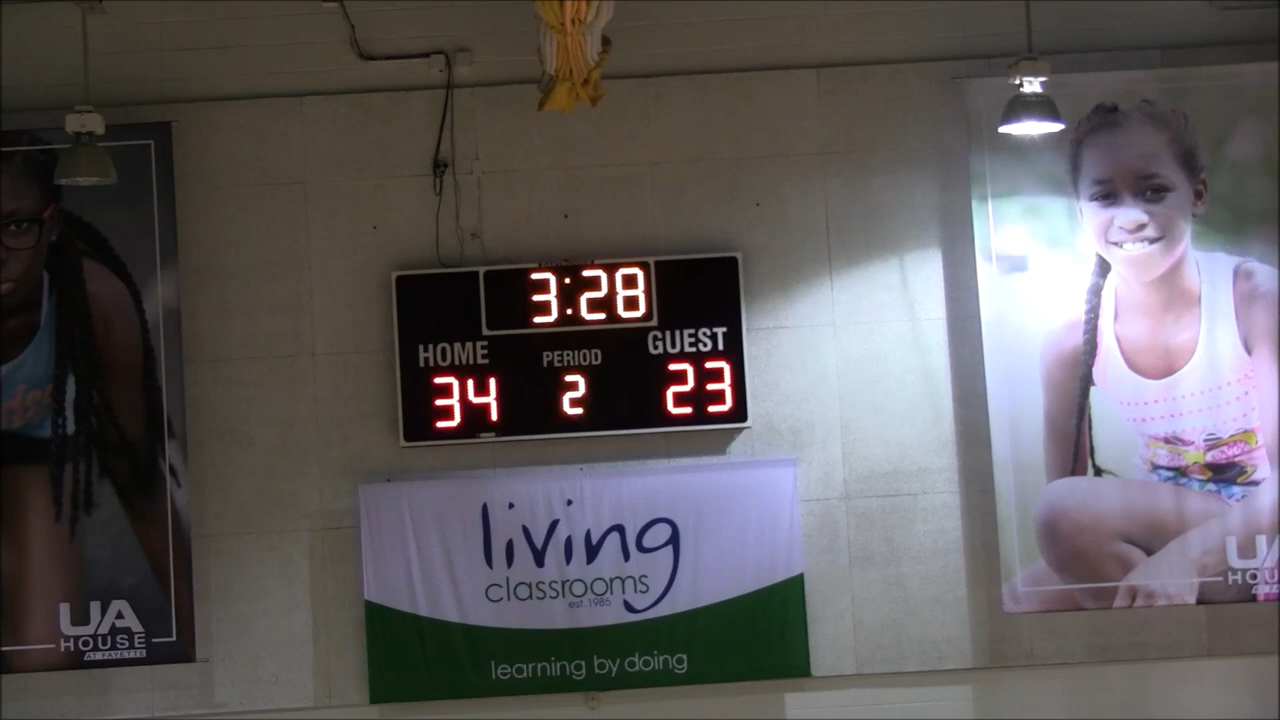 3:28
HOME PERIOD GUEST
34 2 23
living
classrooms
est. 1985
learning by doing
UA
HOUSE
AT FAYETTE
UA
HOU